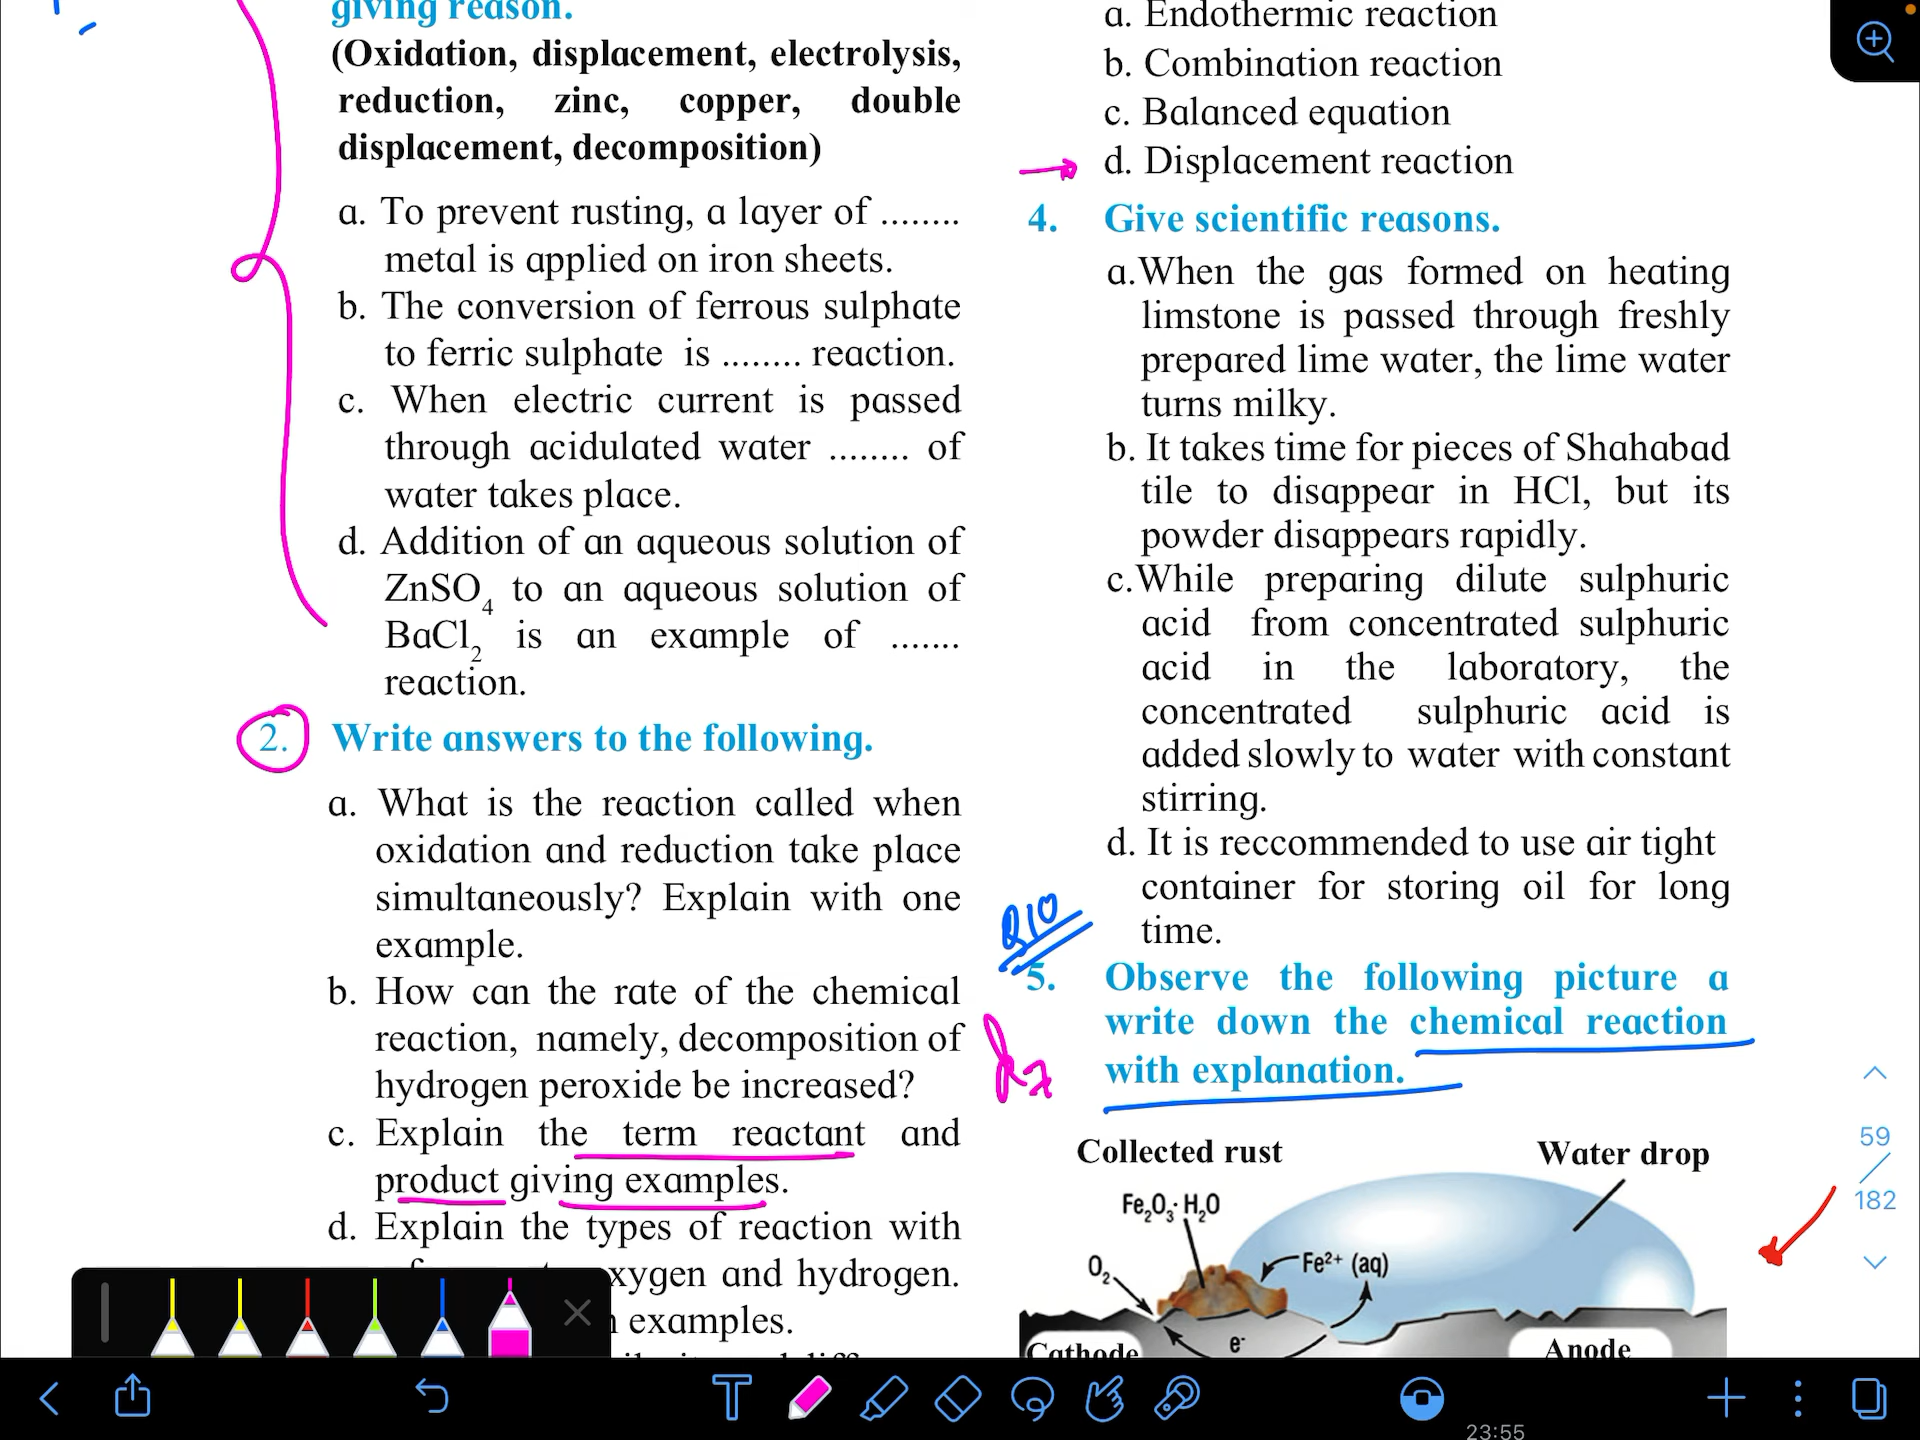 giving reason.
(Oxidation, displacement, electrolysis,
reduction, zinc, copper, double
displacement, decomposition)
a. To prevent rusting, a layer of ........
metal is applied on iron sheets.
b. The conversion of ferrous sulphate
to ferric sulphate is ........ reaction.
c. When electric current is passed
through acidulated water ........ of
water takes place.
d. Addition of an aqueous solution of
ZnSO₄ to an aqueous solution of
BaCl₂ is an example of .......
reaction.
2. Write answers to the following.
a. What is the reaction called when
oxidation and reduction take place
simultaneously? Explain with one
example.
b. How can the rate of the chemical
reaction, namely, decomposition of
hydrogen peroxide be increased?
c. Explain the term reactant and
product giving examples.
d. Explain the types of reaction with
oxygen and hydrogen.
examples.
a. Endothermic reaction
b. Combination reaction
c. Balanced equation
d. Displacement reaction
4. Give scientific reasons.
a.When the gas formed on heating
limstone is passed through freshly
prepared lime water, the lime water
turns milky.
b. It takes time for pieces of Shahabad
tile to disappear in HCl, but its
powder disappears rapidly.
c.While preparing dilute sulphuric
acid from concentrated sulphuric
acid in the laboratory, the
concentrated sulphuric acid is
added slowly to water with constant
stirring.
d. It is reccommended to use air tight
container for storing oil for long
time.
Q10
5. Observe the following picture a
write down the chemical reaction
with explanation.
Collected rust
Water drop
Fe₂O₃·H₂O
O₂
Fe²⁺ (aq)
e⁻
Cathode
Anode
59
182
T
23:55